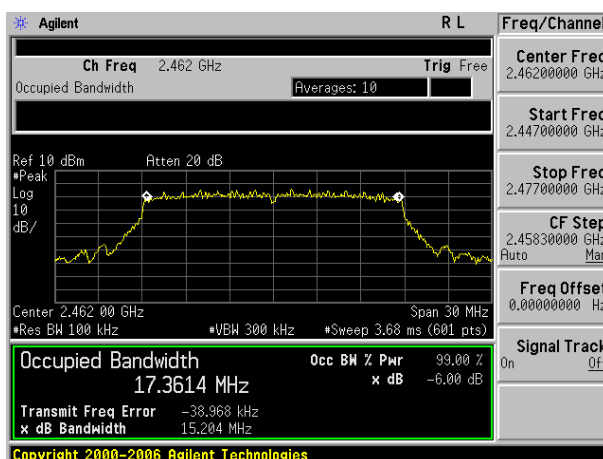 Agilent R L Freq/Channel
Ch Freq 2.462 GHz Trig Free
Occupied Bandwidth Averages: 10
Center Freq
2.46200000 GHz
Start Freq
2.44700000 GHz
Stop Freq
2.47700000 GHz
CF Step
2.45830000 GHz
Auto Man
Freq Offset
0.00000000 Hz
Signal Track
On Off
Ref 10 dBm Atten 20 dB
#Peak
Log
10
dB/
Center 2.462 00 GHz Span 30 MHz
#Res BW 100 kHz #VBW 300 kHz #Sweep 3.68 ms (601 pts)
Occupied Bandwidth Occ BW % Pwr 99.00 %
17.3614 MHz x dB -6.00 dB
Transmit Freq Error -38.968 kHz
x dB Bandwidth 15.204 MHz
Copyright 2000-2006 Agilent Technologies